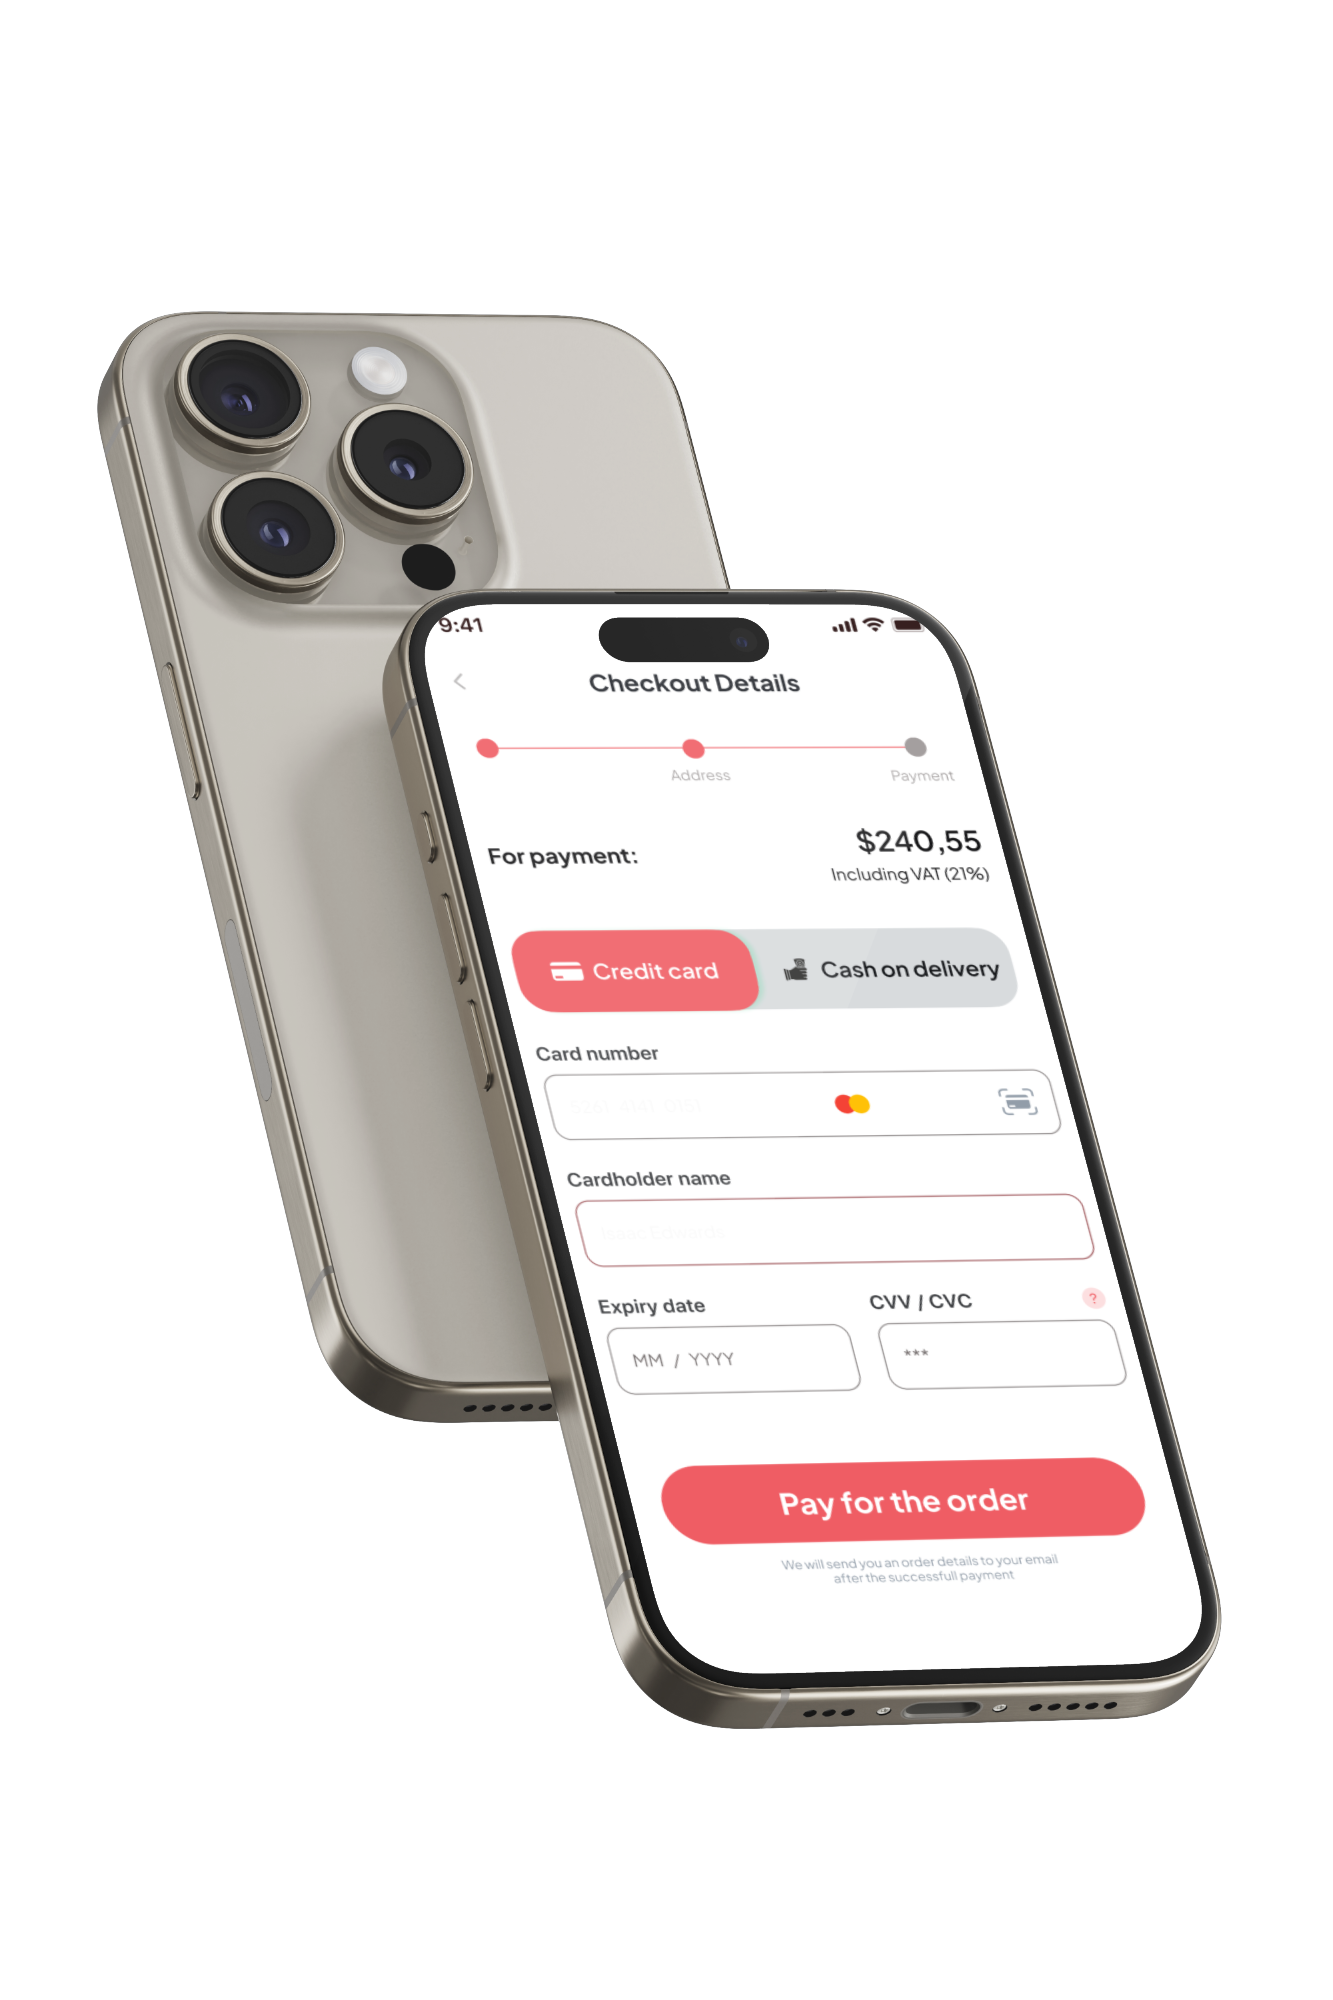 9:41
Checkout Details
Address
Payment
For payment:
$240,55
Including VAT (21%)
Credit card
Cash on delivery
Card number
Cardholder name
Isaac Edwards
Expiry date
CVV / CVC
?
MM / YYYY
***
Pay for the order
We will send you an order details to your email
after the successfull payment